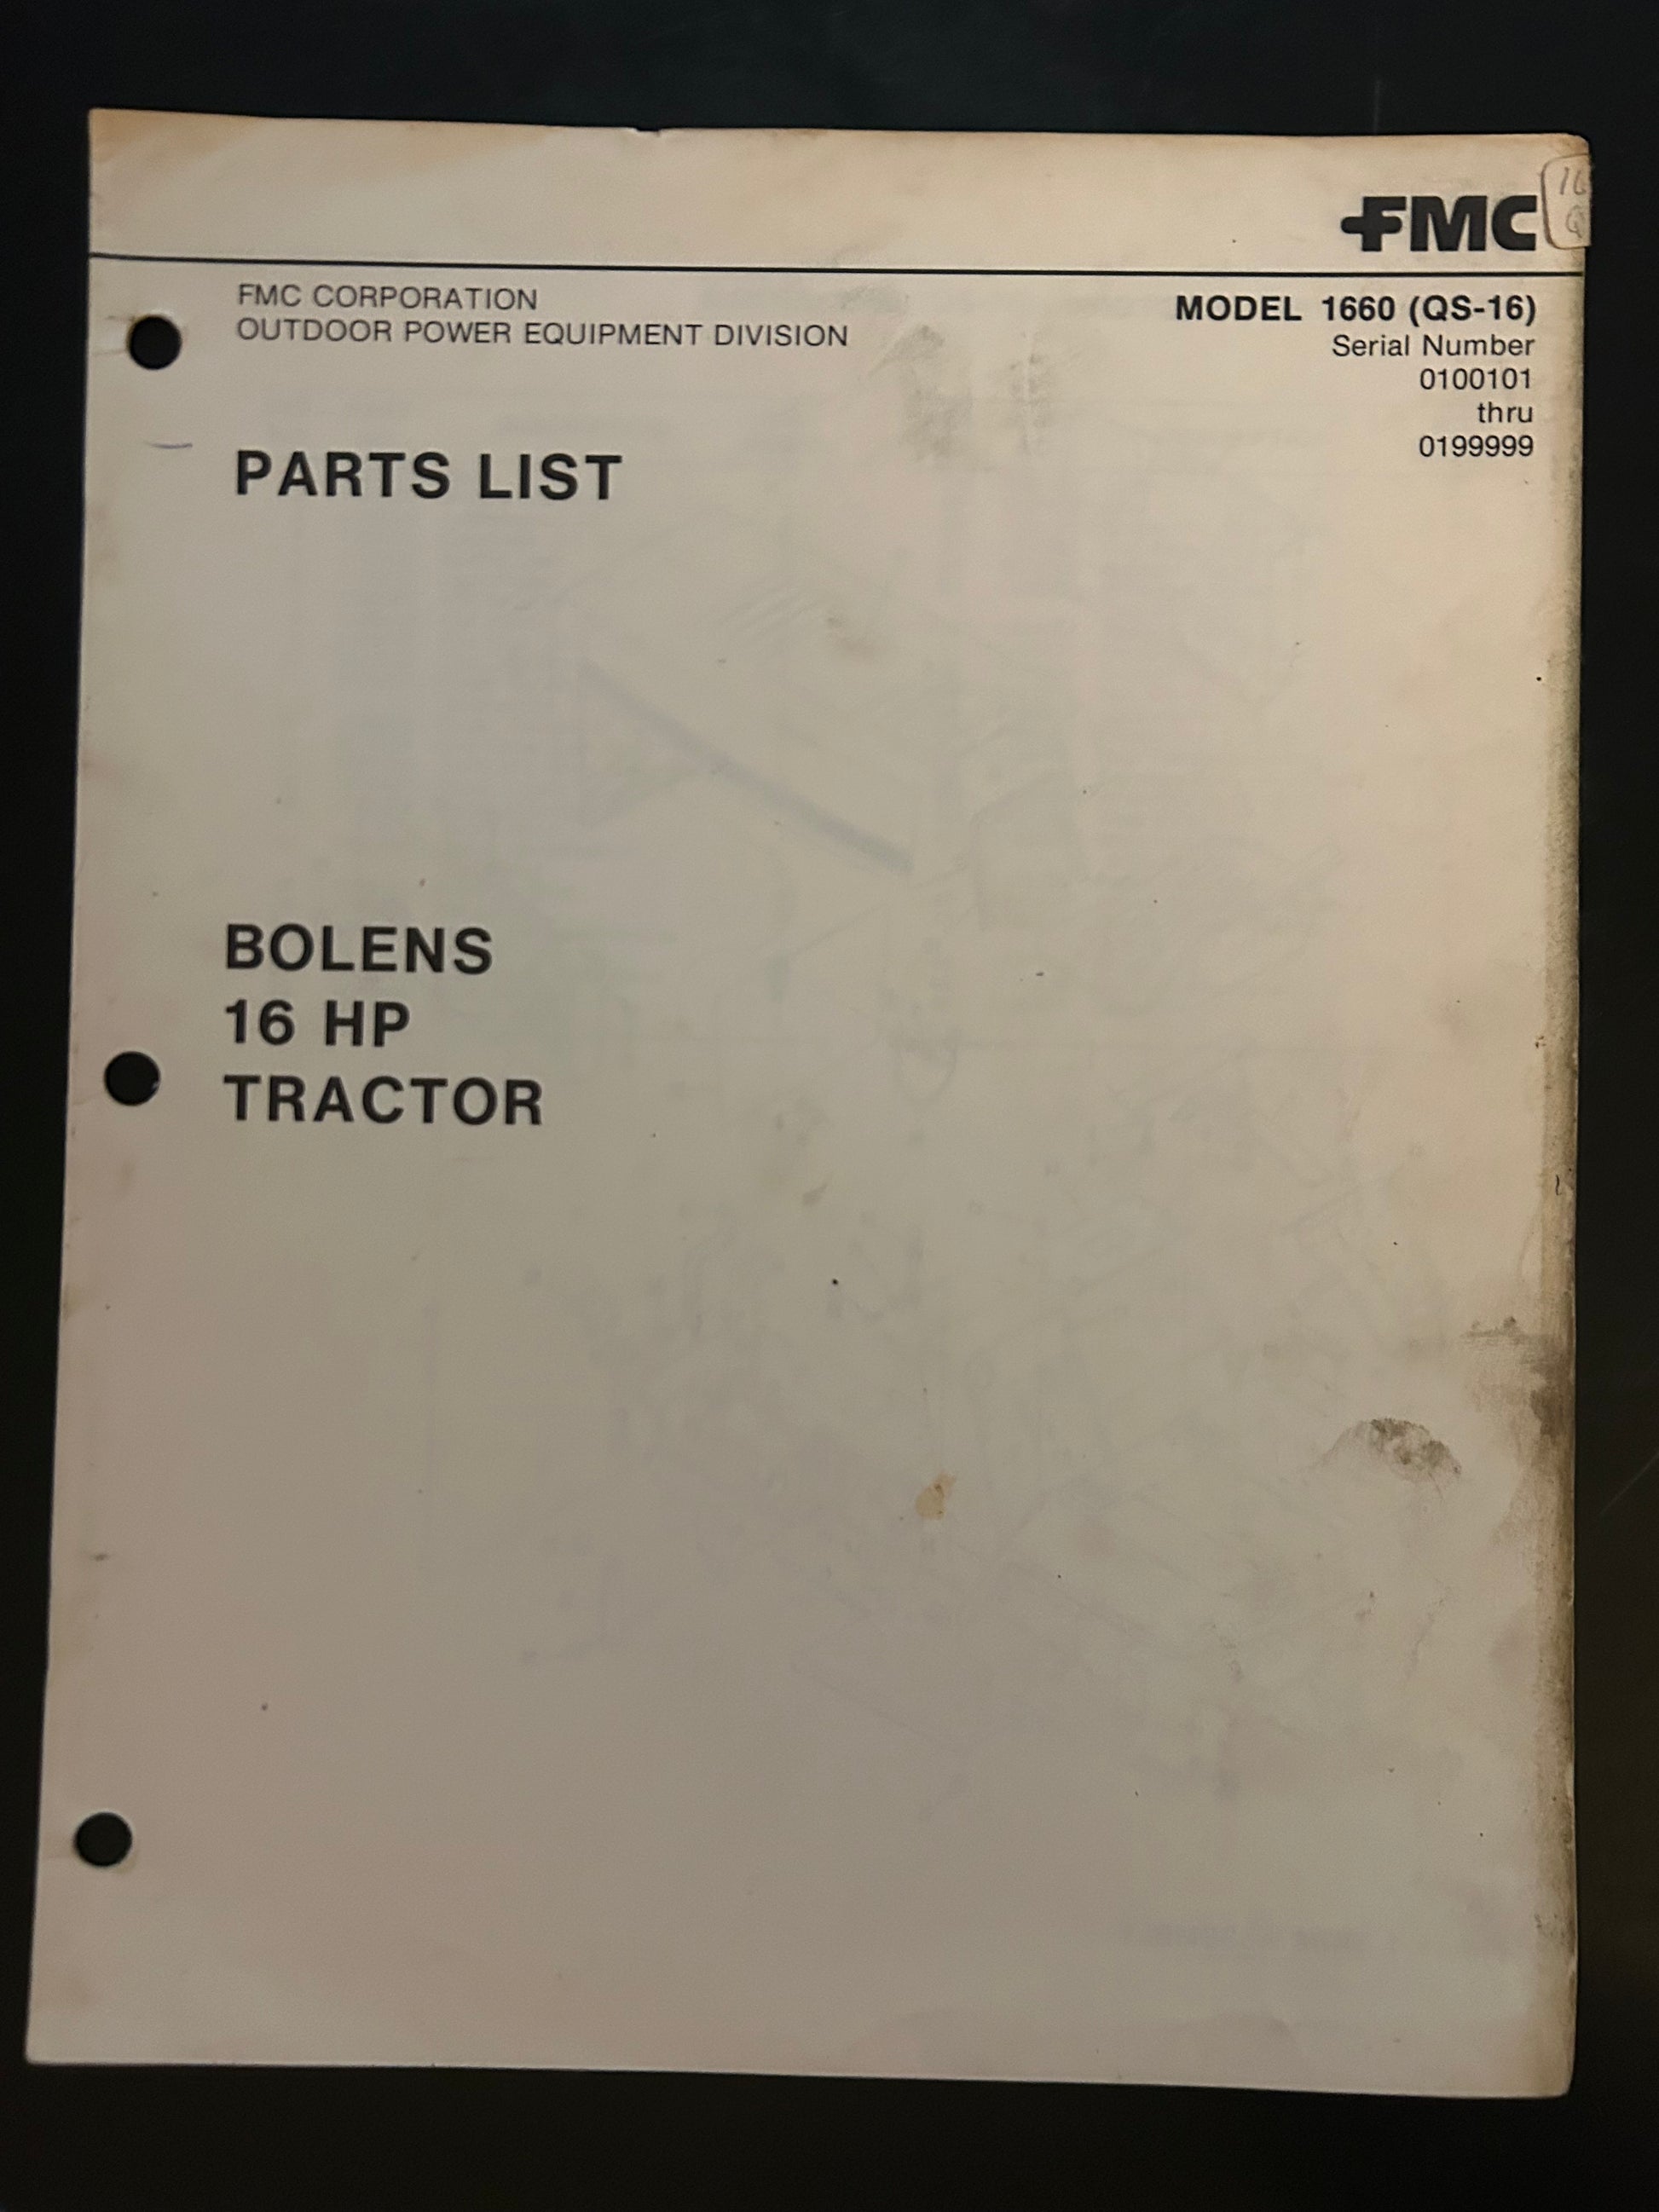 FMC
16
FMC CORPORATION
OUTDOOR POWER EQUIPMENT DIVISION
MODEL 1660 (QS-16)
Serial Number
0100101
thru
0199999
PARTS LIST
BOLENS
16 HP
TRACTOR